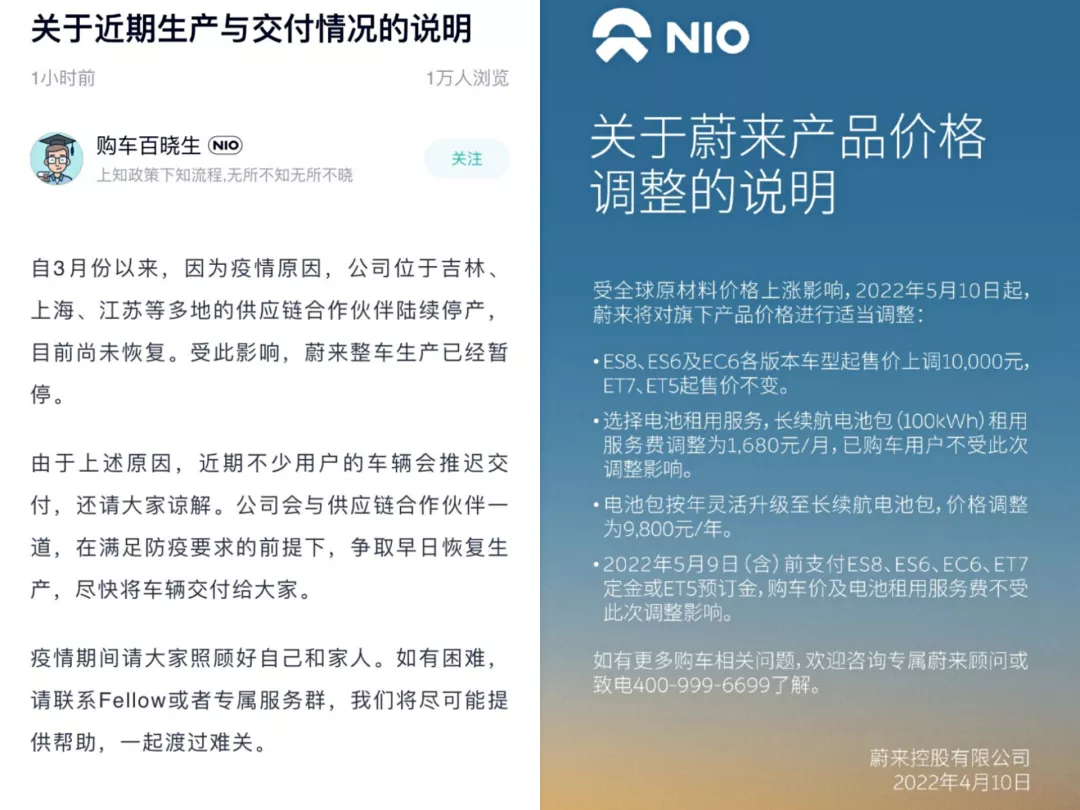 关于近期生产与交付情况的说明
1小时前
1万人浏览
购车百晓生 NIO
上知政策下知流程,无所不知无所不晓
关注
自3月份以来，因为疫情原因，公司位于吉林、
上海、江苏等多地的供应链合作伙伴陆续停产，
目前尚未恢复。受此影响，蔚来整车生产已经暂
停。
由于上述原因，近期不少用户的车辆会推迟交
付，还请大家谅解。公司会与供应链合作伙伴一
道，在满足防疫要求的前提下，争取早日恢复生
产，尽快将车辆交付给大家。
疫情期间请大家照顾好自己和家人。如有困难，
请联系Fellow或者专属服务群，我们将尽可能提
供帮助，一起渡过难关。
NIO
关于蔚来产品价格
调整的说明
受全球原材料价格上涨影响，2022年5月10日起，
蔚来将对旗下产品价格进行适当调整：
•ES8、ES6及EC6各版本车型起售价上调10,000元，
ET7、ET5起售价不变。
•选择电池租用服务，长续航电池包（100kWh）租用
服务费调整为1,680元/月，已购车用户不受此次
调整影响。
•电池包按年灵活升级至长续航电池包，价格调整
为9,800元/年。
•2022年5月9日（含）前支付ES8、ES6、EC6、ET7
定金或ET5预订金，购车价及电池租用服务费不受
此次调整影响。
如有更多购车相关问题，欢迎咨询专属蔚来顾问或
致电400-999-6699了解。
蔚来控股有限公司
2022年4月10日